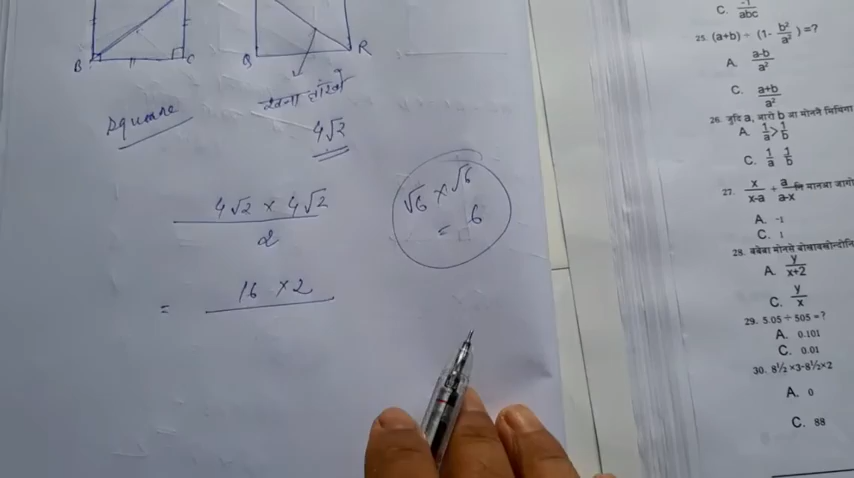 B C
Q R
square
4√2
4√2 × 4√2
2
√6 × √6
= 6
= 16 × 2
C. -1/abc
25. (a+b) ÷ (1- b²/a²) =?
A. a-b/a²
C. a+b/a²
26. जुदि a, आरो b आ मोननै
A. 1/a > 1/b
C. 1/a 1/b
27. x/x-a + a/a-x नि मानआ
A. -1
C. 1
28.
A. y/x+2
C. y/x
29. 5.05 ÷ 505 = ?
A. 0.101
C. 0.01
30. 8½ ×3-8½ ×2
A. 0
C. 88